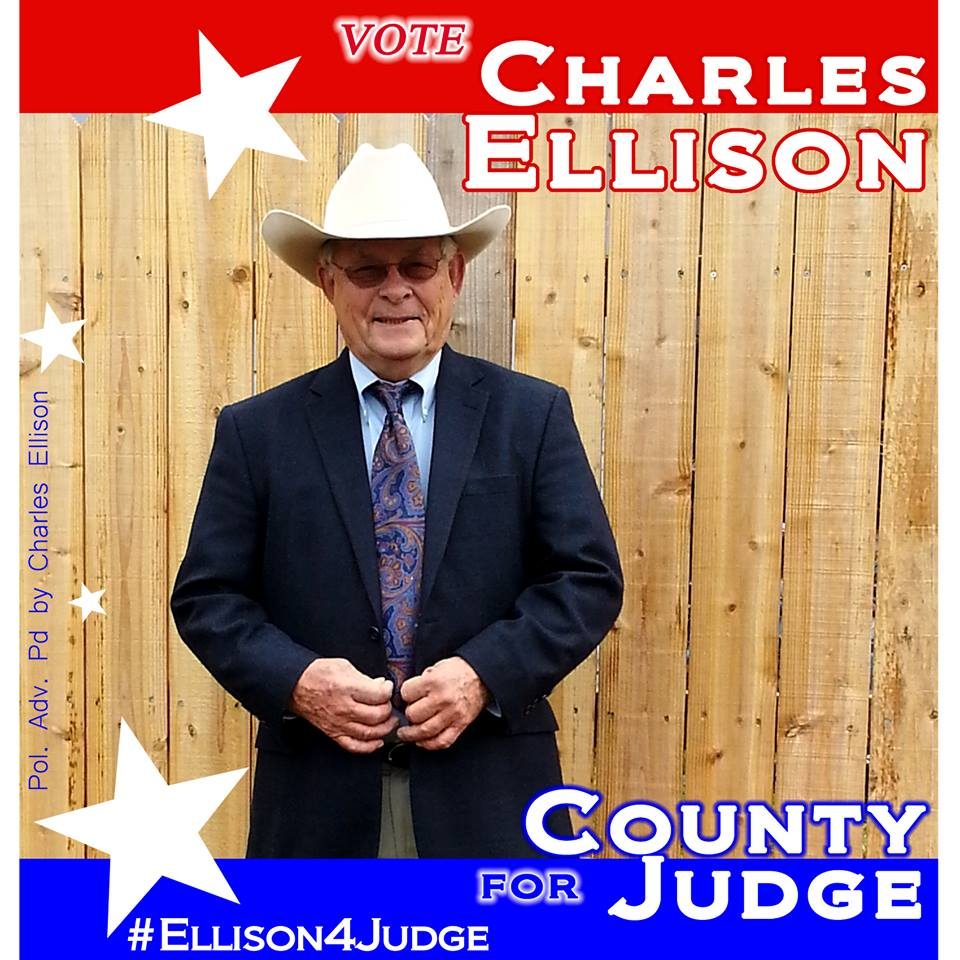 VOTE
CHARLES
ELLISON
Pol. Adv. Pd by Charles Ellison
COUNTY
FOR JUDGE
#ELLISON4JUDGE